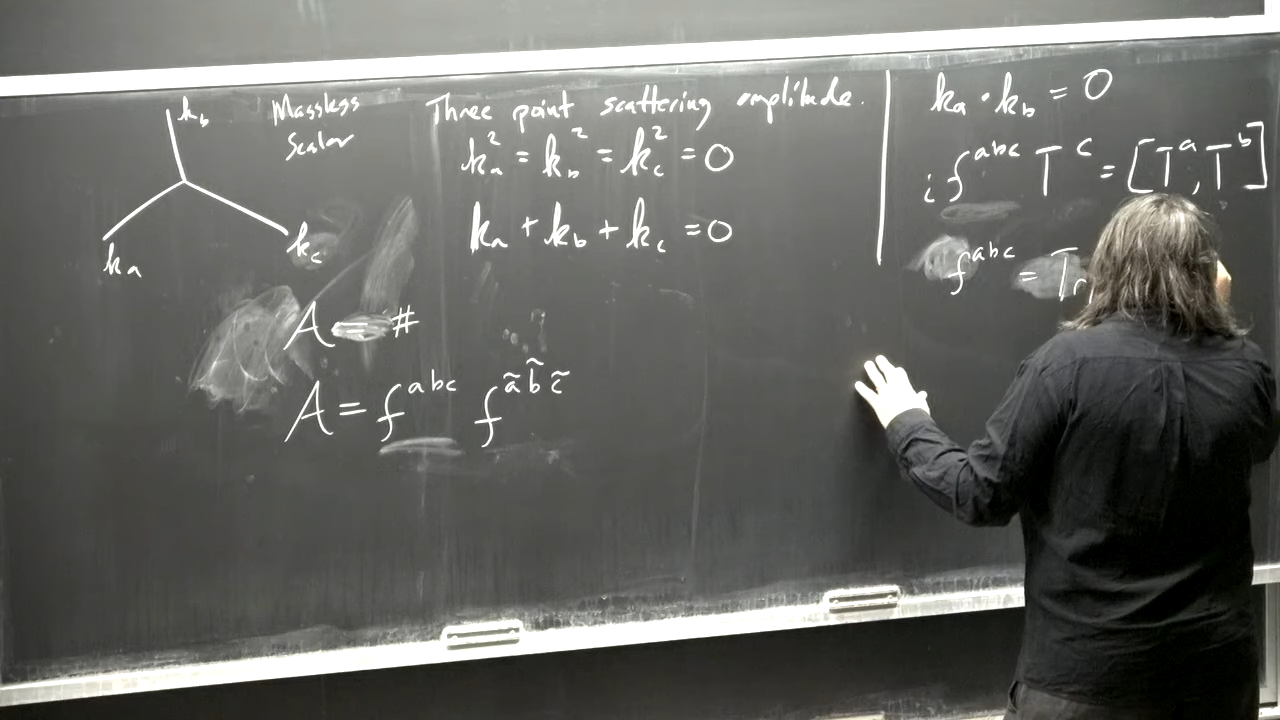 k_b
Massless
Scalar
k_a
k_c
Three point scattering amplitude.
k_a^2 = k_b^2 = k_c^2 = 0
k_a + k_b + k_c = 0
A = #
A = f^{abc} f^{ãb̃c̃}
k_a · k_b = 0
i f^{abc} T^c = [T^a, T^b]
f^{abc} = Tr